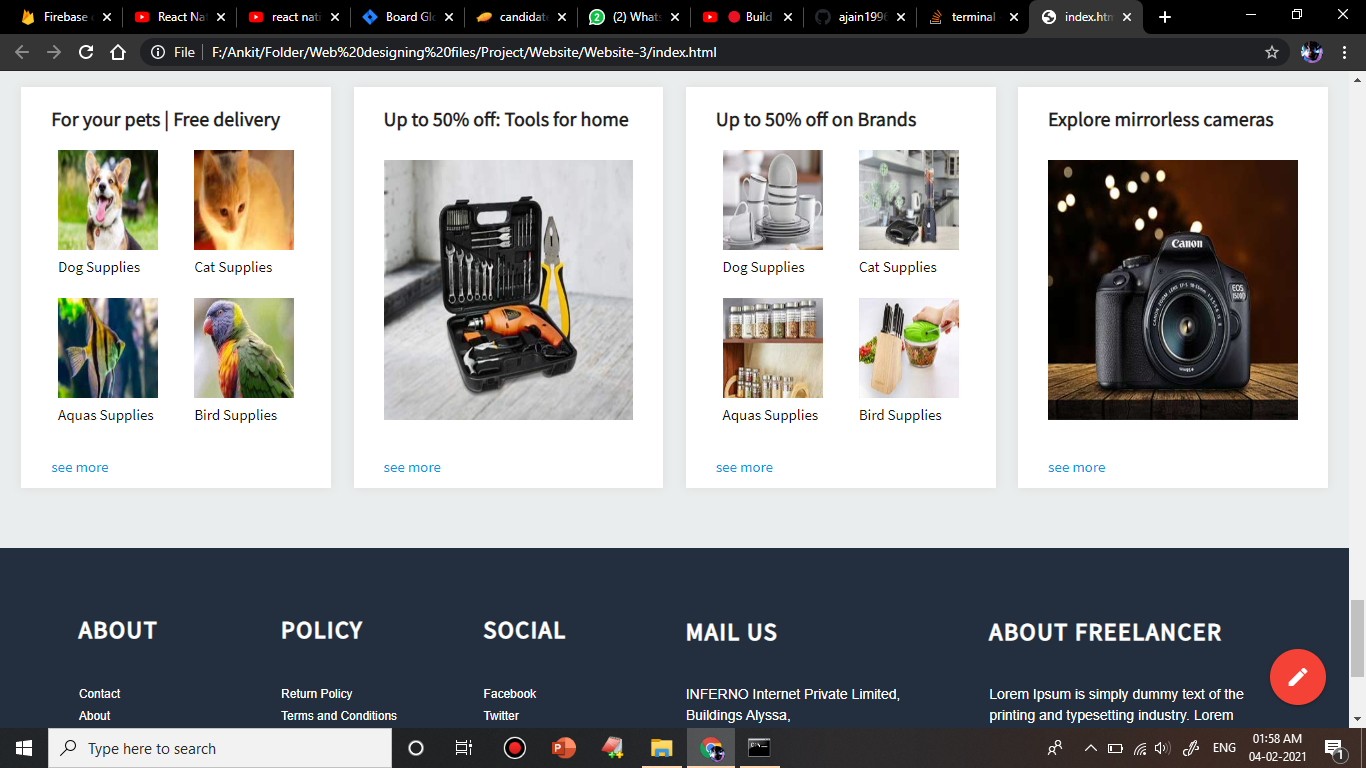 Firebase
React Nat
react nati
Board Glo
candidate
(2) Whats
Build
ajain1996
terminal
index.htm
File
F:/Ankit/Folder/Web%20designing%20files/Project/Website/Website-3/index.html
For your pets | Free delivery
Dog Supplies
Cat Supplies
Aquas Supplies
Bird Supplies
see more
Up to 50% off: Tools for home
see more
Up to 50% off on Brands
Dog Supplies
Cat Supplies
Aquas Supplies
Bird Supplies
see more
Explore mirrorless cameras
Canon
EOS
1500D
see more
ABOUT
Contact
About
POLICY
Return Policy
Terms and Conditions
SOCIAL
Facebook
Twitter
MAIL US
INFERNO Internet Private Limited,
Buildings Alyssa,
ABOUT FREELANCER
Lorem Ipsum is simply dummy text of the
printing and typesetting industry. Lorem
Type here to search
ENG
01:58 AM
04-02-2021
1